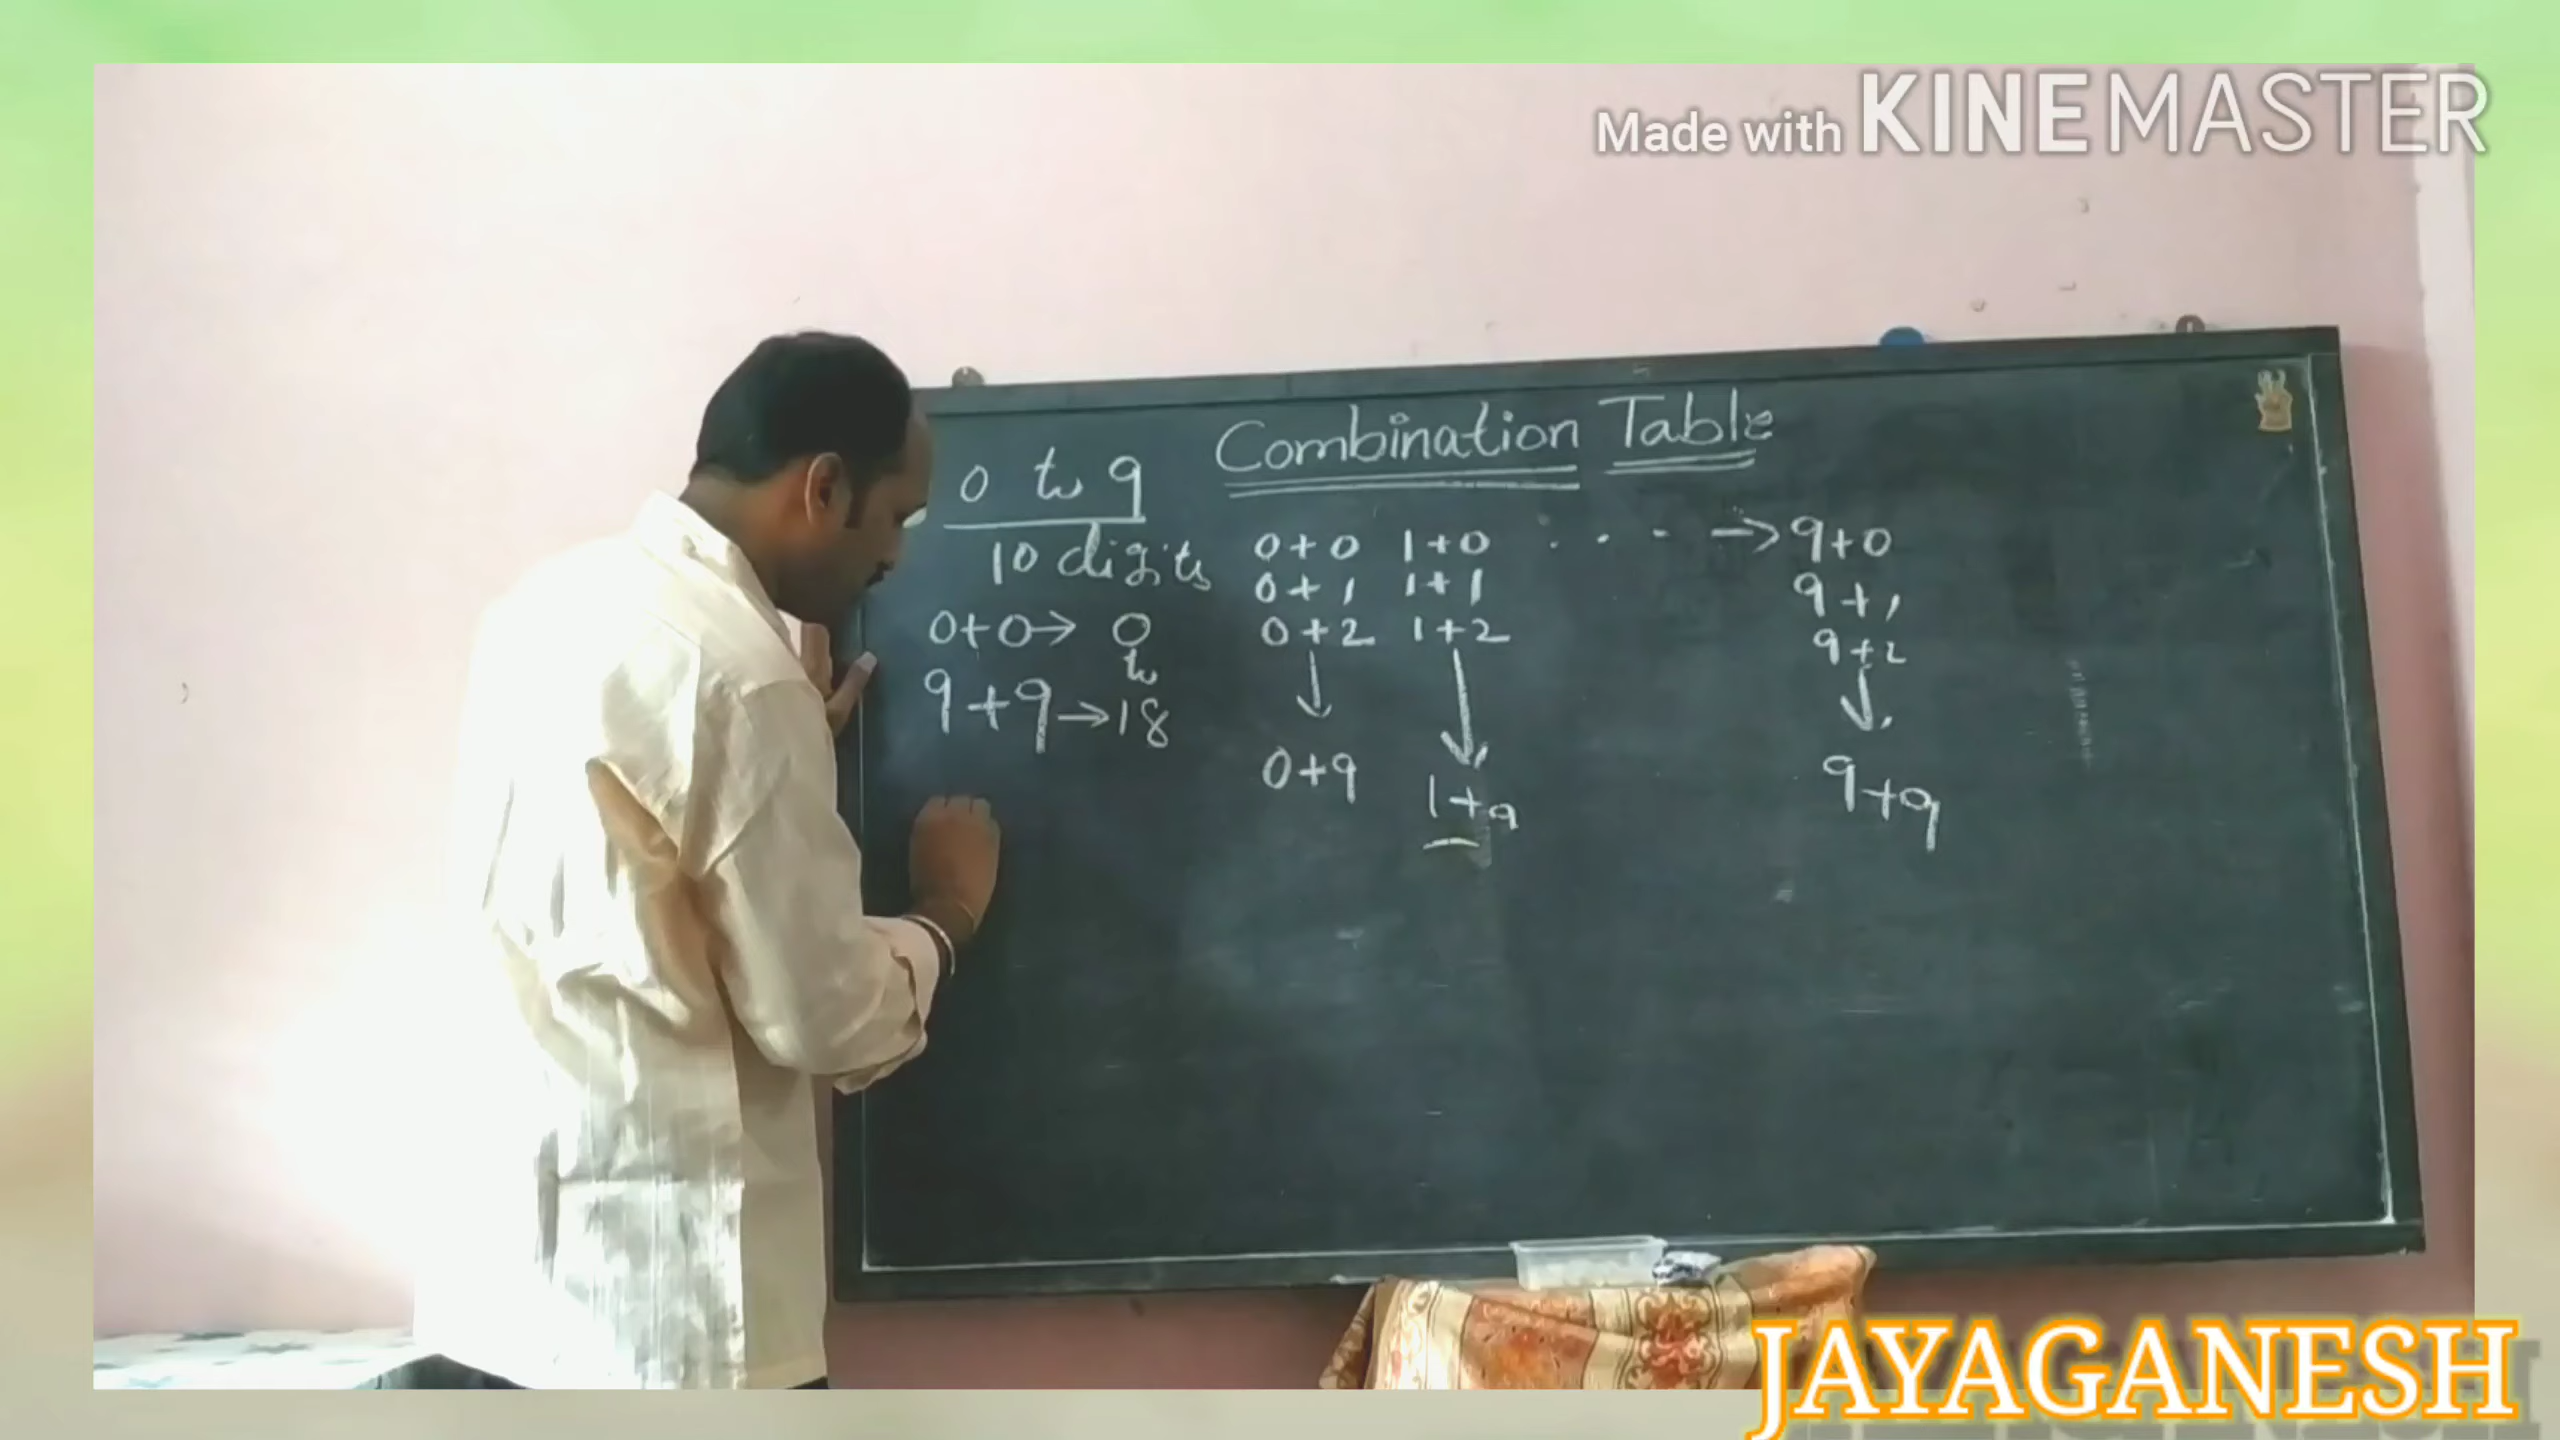 Made with KINEMASTER
Combination Table
0 to 9
10 digits
0+0→ 0
to
9+9→18
0+0 1+0 . . . →9+0
0+1 1+1 9+1
0+2 1+2 9+2
↓ ↓ ↓
0+9 1+9 9+9
JAYAGANESH